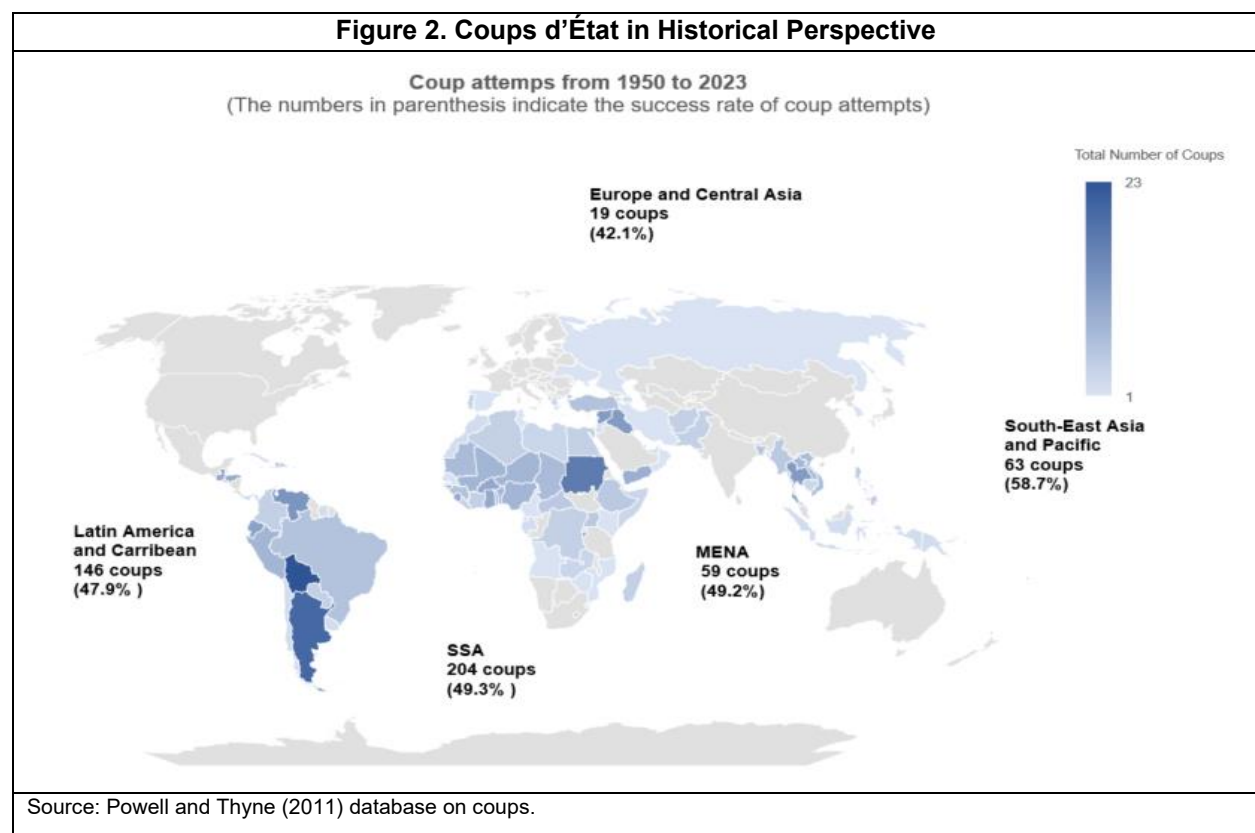 Figure 2. Coups d’État in Historical Perspective
Coup attemps from 1950 to 2023
(The numbers in parenthesis indicate the success rate of coup attempts)
Total Number of Coups
23
1
Europe and Central Asia
19 coups
(42.1%)
South-East Asia
and Pacific
63 coups
(58.7%)
Latin America
and Carribean
146 coups
(47.9% )
MENA
59 coups
(49.2%)
SSA
204 coups
(49.3% )
Source: Powell and Thyne (2011) database on coups.